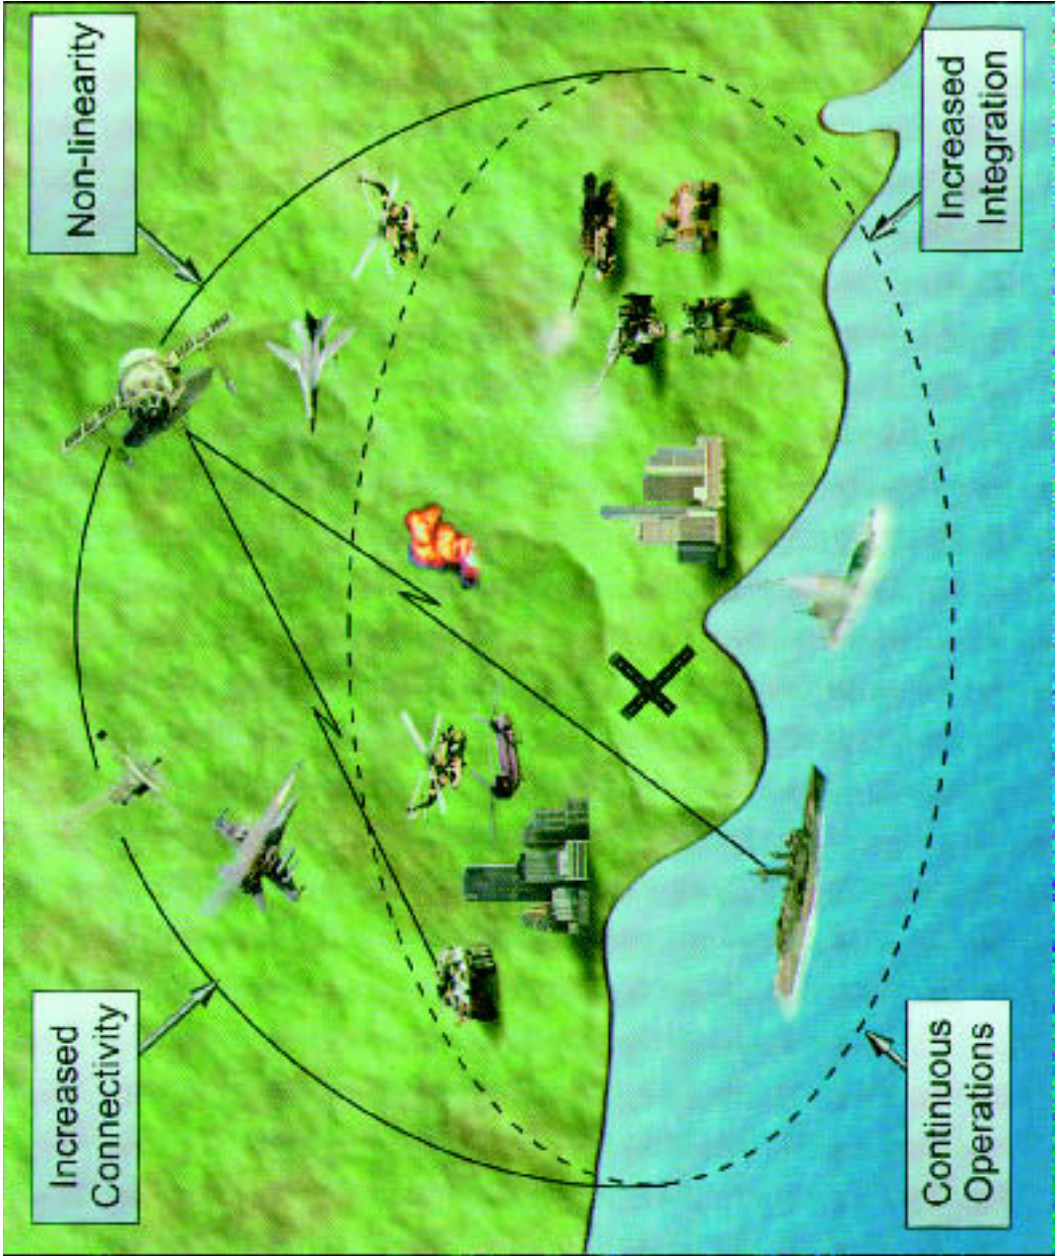 Increased
Connectivity
Non-linearity
Continuous
Operations
Increased
Integration